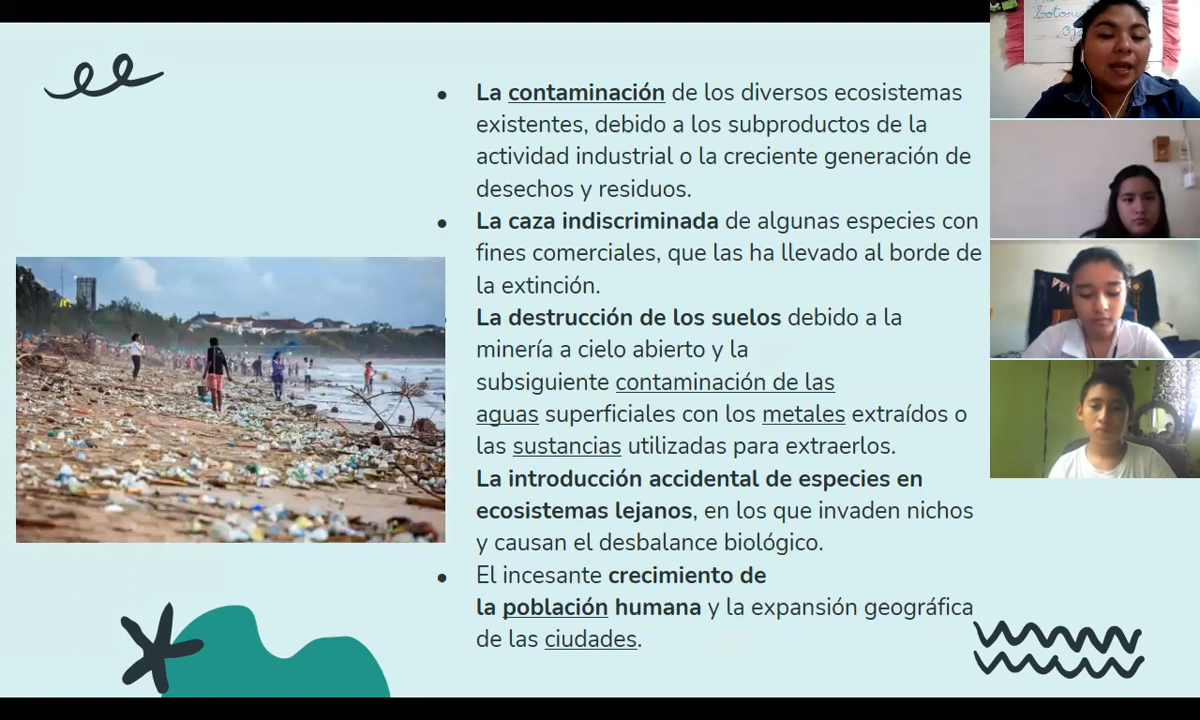 La contaminación de los diversos ecosistemas
existentes, debido a los subproductos de la
actividad industrial o la creciente generación de
desechos y residuos.
La caza indiscriminada de algunas especies con
fines comerciales, que las ha llevado al borde de
la extinción.
La destrucción de los suelos debido a la
minería a cielo abierto y la
subsiguiente contaminación de las
aguas superficiales con los metales extraídos o
las sustancias utilizadas para extraerlos.
La introducción accidental de especies en
ecosistemas lejanos, en los que invaden nichos
y causan el desbalance biológico.
El incesante crecimiento de
la población humana y la expansión geográfica
de las ciudades.